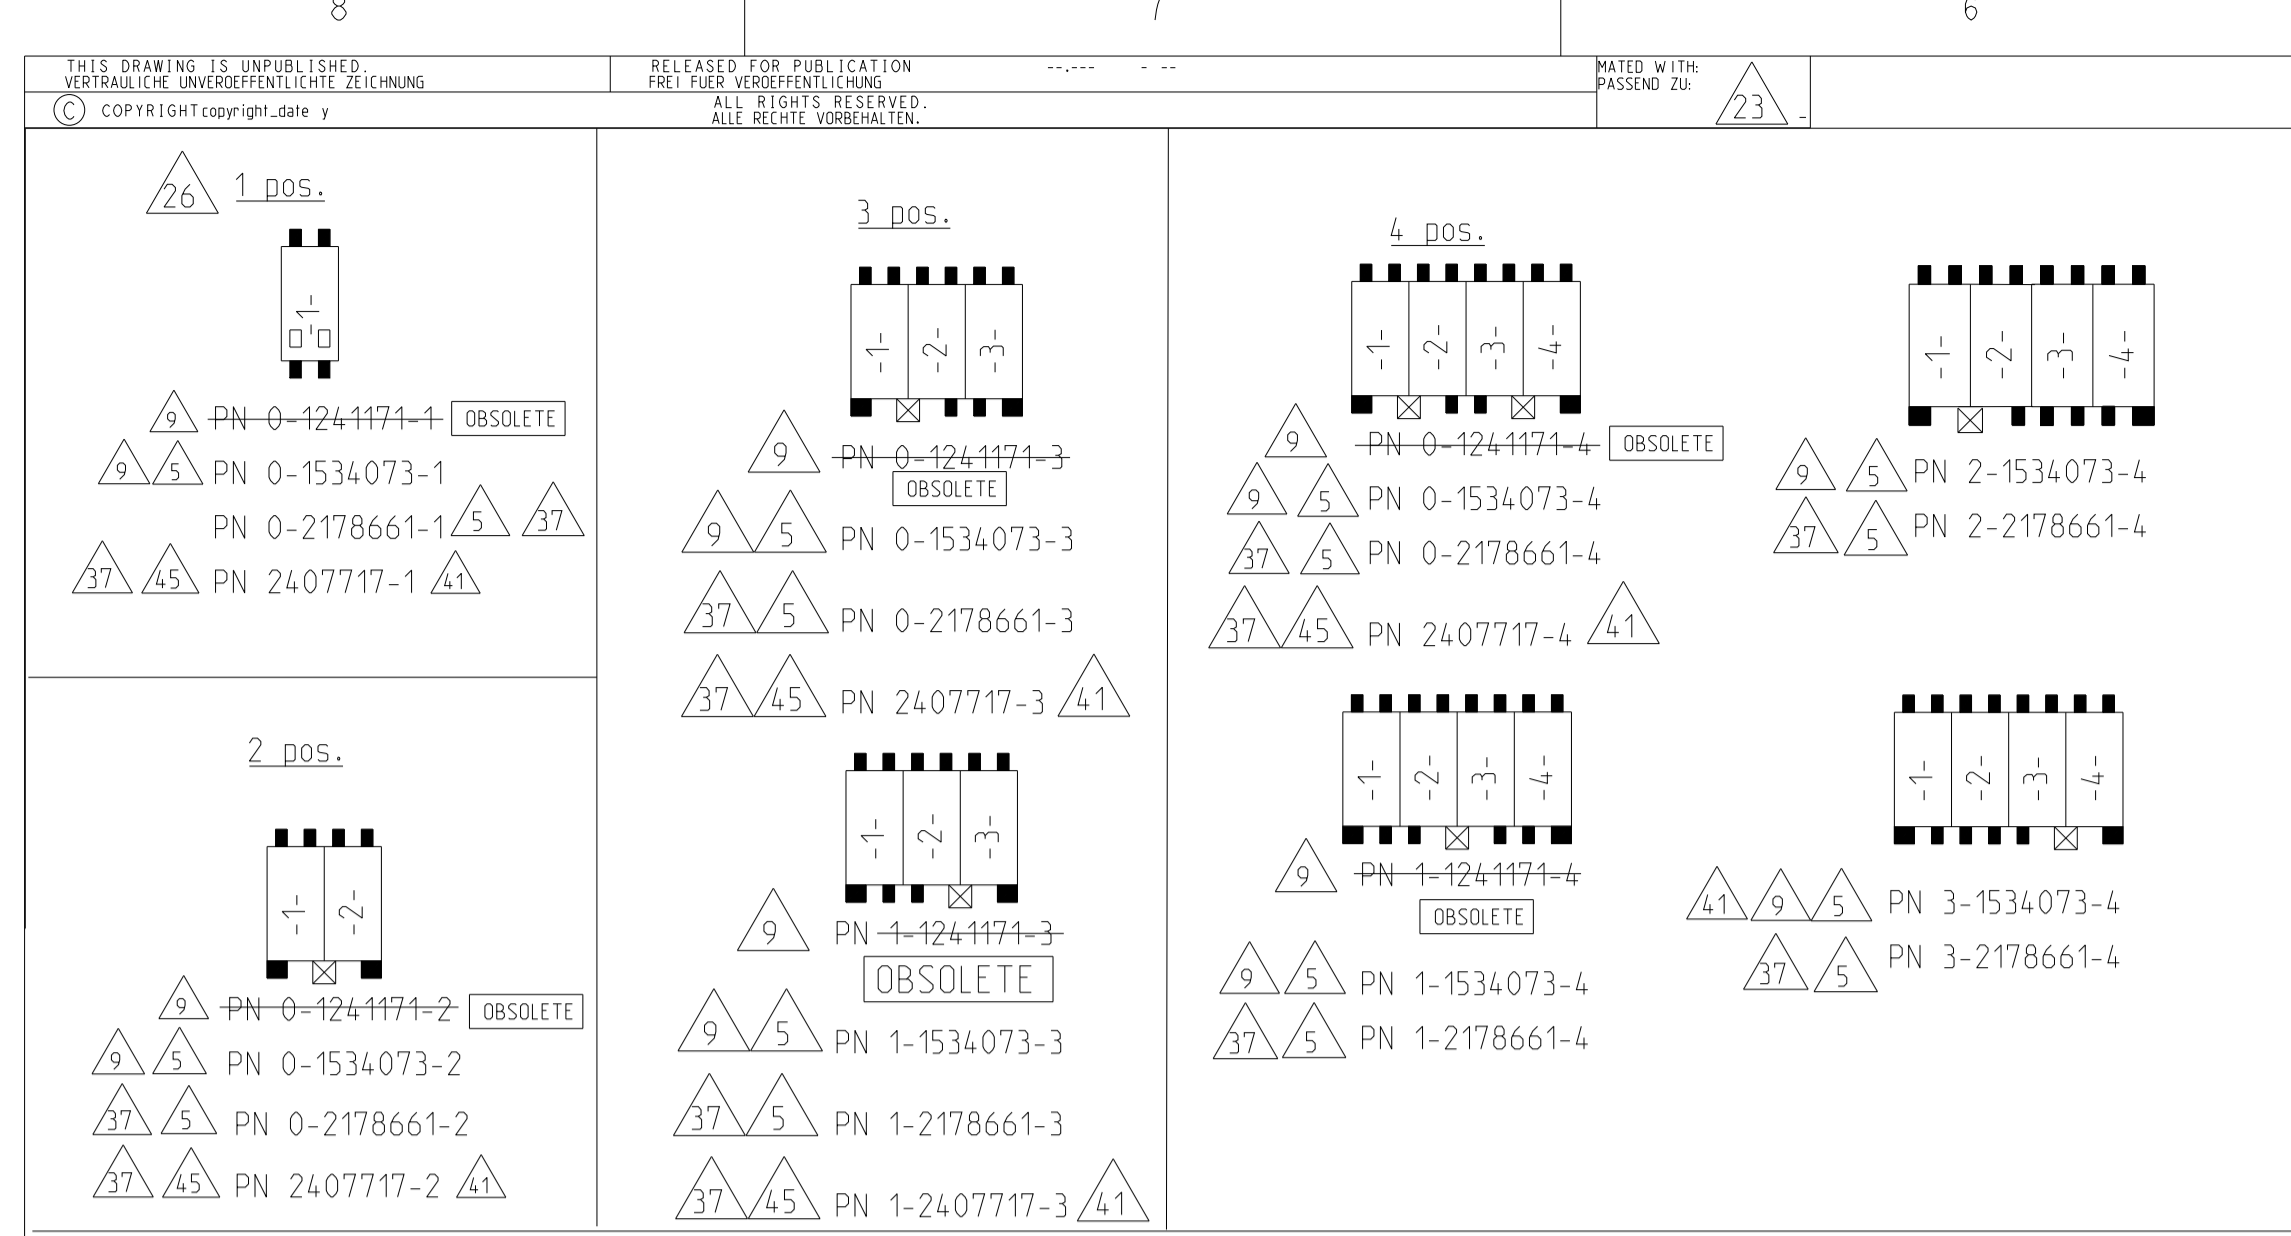 8 7 6
THIS DRAWING IS UNPUBLISHED.
VERTRAULICHE UNVEROEFFENTLICHTE ZEICHNUNG
RELEASED FOR PUBLICATION --.--- - --
FREI FUER VEROEFFENTLICHUNG
MATED WITH:
PASSEND ZU:
23 -
© COPYRIGHT copyright_date y
ALL RIGHTS RESERVED.
ALLE RECHTE VORBEHALTEN.
26 1 pos.
-1-
9 PN 0-1241171-1 OBSOLETE
9 5 PN 0-1534073-1
PN 0-2178661-1 5 37
37 45 PN 2407717-1 41
2 pos.
-1- -2-
9 PN 0-1241171-2 OBSOLETE
9 5 PN 0-1534073-2
37 5 PN 0-2178661-2
37 45 PN 2407717-2 41
3 pos.
-1- -2- -3-
9 PN 0-1241171-3
OBSOLETE
9 5 PN 0-1534073-3
37 5 PN 0-2178661-3
37 45 PN 2407717-3 41
-1- -2- -3-
9 PN 1-1241171-3
OBSOLETE
9 5 PN 1-1534073-3
37 5 PN 1-2178661-3
37 45 PN 1-2407717-3 41
4 pos.
-1- -2- -3- -4-
9 PN 0-1241171-4 OBSOLETE
9 5 PN 0-1534073-4
37 5 PN 0-2178661-4
37 45 PN 2407717-4 41
-1- -2- -3- -4-
9 PN 1-1241171-4
OBSOLETE
9 5 PN 1-1534073-4
37 5 PN 1-2178661-4
-1- -2- -3- -4-
9 5 PN 2-1534073-4
37 5 PN 2-2178661-4
-1- -2- -3- -4-
41 9 5 PN 3-1534073-4
37 5 PN 3-2178661-4